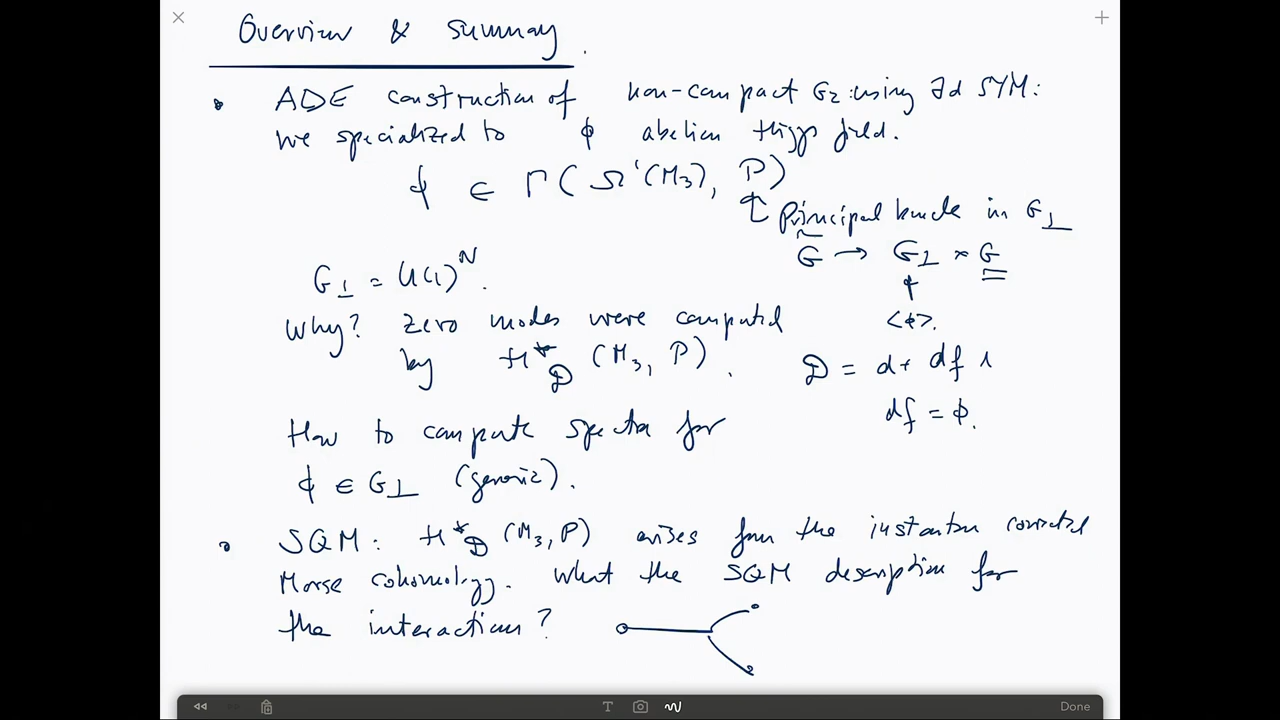 Overview & summary.
• ADE construction of non-compact G₂ : using 7d SYM :
we specialized to ϕ abelian Higgs field.
ϕ ∈ Γ(Ω¹(M₃), P)
↑ Principal bundle in G⊥
G̃ → G⊥ × G
G⊥ = U(1)^N.
↑
<ϕ>.
Why? Zero modes were computed
by H*_D (M₃, P).
D = d + df ∧
df = ϕ.
How to compute spectra for
ϕ ∈ G⊥ (generic).
• SQM : H*_D (M₃, P) arises from the instanton corrected
Morse cohomology. What the SQM description for
the interactions?
T
Done